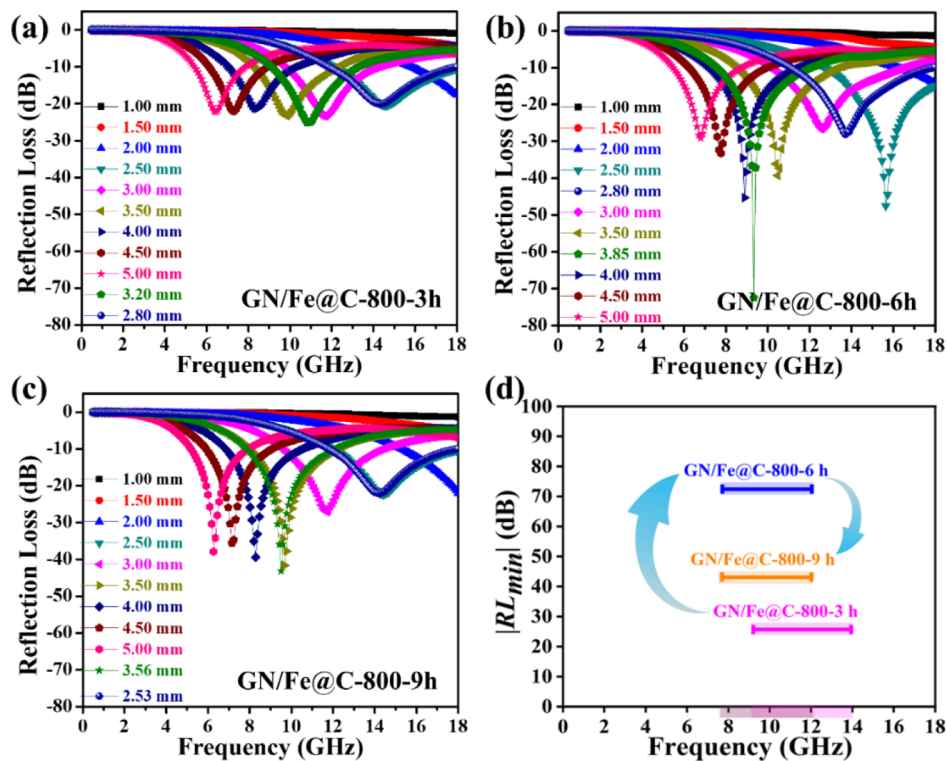 (a)
0
-10
-20
-30
-40
-50
-60
-70
-80
Reflection Loss (dB)
1.00 mm
1.50 mm
2.00 mm
2.50 mm
3.00 mm
3.50 mm
4.00 mm
4.50 mm
5.00 mm
3.20 mm
2.80 mm
GN/Fe@C-800-3h
0 2 4 6 8 10 12 14 16 18
Frequency (GHz)
(b)
0
-10
-20
-30
-40
-50
-60
-70
-80
Reflection Loss (dB)
1.00 mm
1.50 mm
2.00 mm
2.50 mm
2.80 mm
3.00 mm
3.50 mm
3.85 mm
4.00 mm
4.50 mm
5.00 mm
GN/Fe@C-800-6h
0 2 4 6 8 10 12 14 16 18
Frequency (GHz)
(c)
0
-10
-20
-30
-40
-50
-60
-70
-80
Reflection Loss (dB)
1.00 mm
1.50 mm
2.00 mm
2.50 mm
3.00 mm
3.50 mm
4.00 mm
4.50 mm
5.00 mm
3.56 mm
2.53 mm
GN/Fe@C-800-9h
0 2 4 6 8 10 12 14 16 18
Frequency (GHz)
(d)
100
90
80
70
60
50
40
30
20
10
0
|RLmin| (dB)
GN/Fe@C-800-6 h
GN/Fe@C-800-9 h
GN/Fe@C-800-3 h
0 2 4 6 8 10 12 14 16 18
Frequency (GHz)